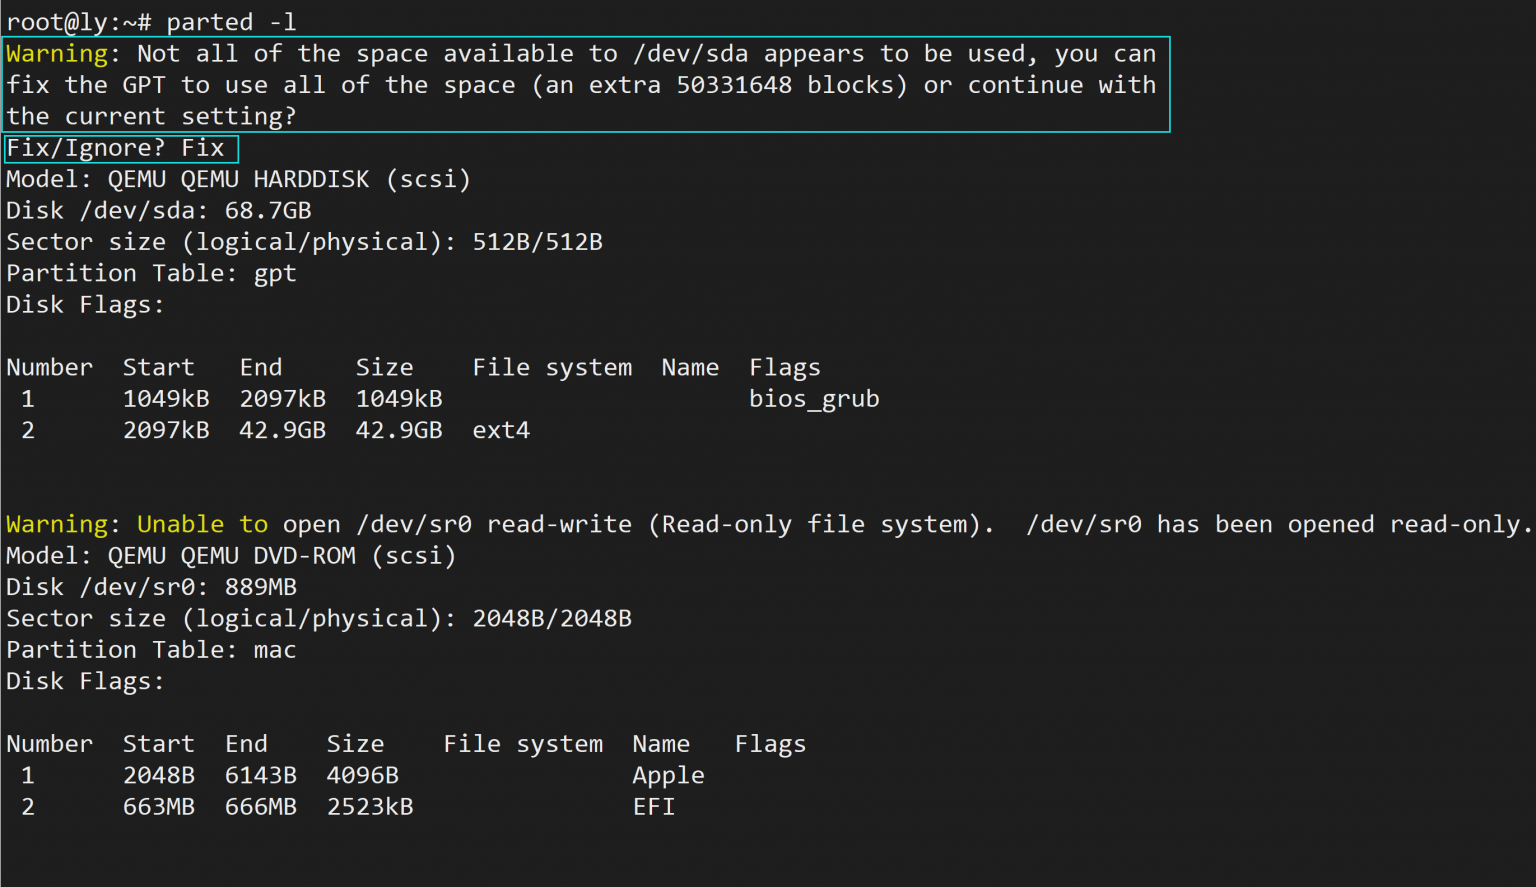 root@ly:~# parted -l
Warning: Not all of the space available to /dev/sda appears to be used, you can
fix the GPT to use all of the space (an extra 50331648 blocks) or continue with
the current setting?
Fix/Ignore? Fix
Model: QEMU QEMU HARDDISK (scsi)
Disk /dev/sda: 68.7GB
Sector size (logical/physical): 512B/512B
Partition Table: gpt
Disk Flags:
Number  Start   End     Size    File system  Name  Flags
 1      1049kB  2097kB  1049kB                     bios_grub
 2      2097kB  42.9GB  42.9GB  ext4
Warning: Unable to open /dev/sr0 read-write (Read-only file system).  /dev/sr0 has been opened read-only.
Model: QEMU QEMU DVD-ROM (scsi)
Disk /dev/sr0: 889MB
Sector size (logical/physical): 2048B/2048B
Partition Table: mac
Disk Flags:
Number  Start  End    Size    File system  Name   Flags
 1      2048B  6143B  4096B                Apple
 2      663MB  666MB  2523kB               EFI